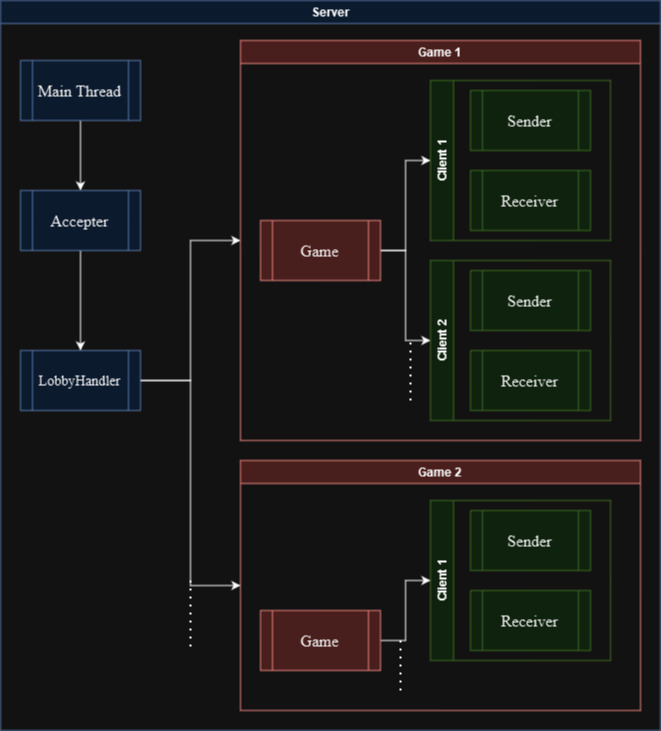 Server
Main Thread
Accepter
LobbyHandler
Game 1
Game
Client 1
Sender
Receiver
Client 2
Sender
Receiver
Game 2
Game
Client 1
Sender
Receiver